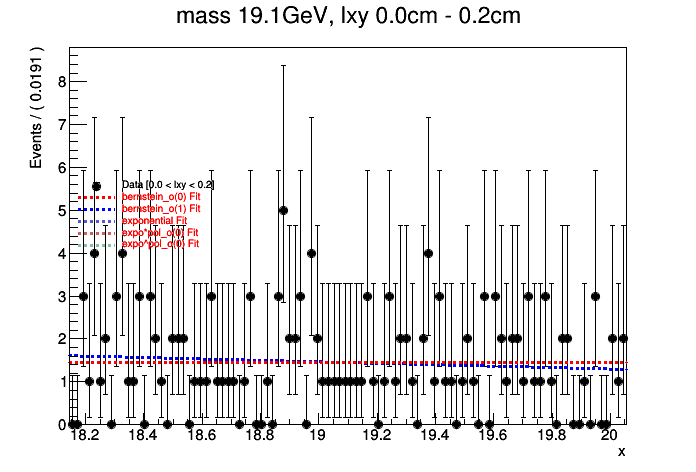 mass 19.1GeV, lxy 0.0cm - 0.2cm
Events / ( 0.0191 )
8
7
6
5
4
3
2
1
0
Data [0.0 < lxy < 0.2]
bernstein_o(0) Fit
bernstein_o(1) Fit
exponential Fit
expo*pol_o(0) Fit
expo^pol_o(0) Fit
18.2 18.4 18.6 18.8 19 19.2 19.4 19.6 19.8 20
x